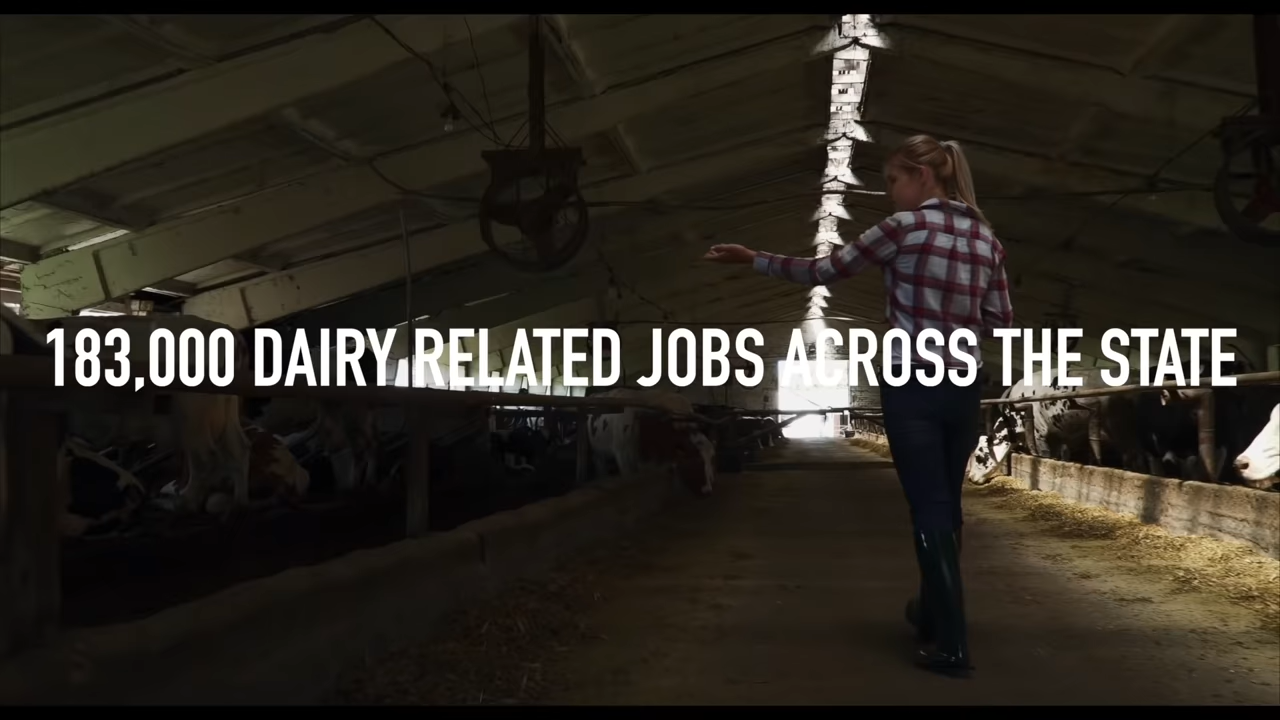 183,000 DAIRY RELATED JOBS ACROSS THE STATE